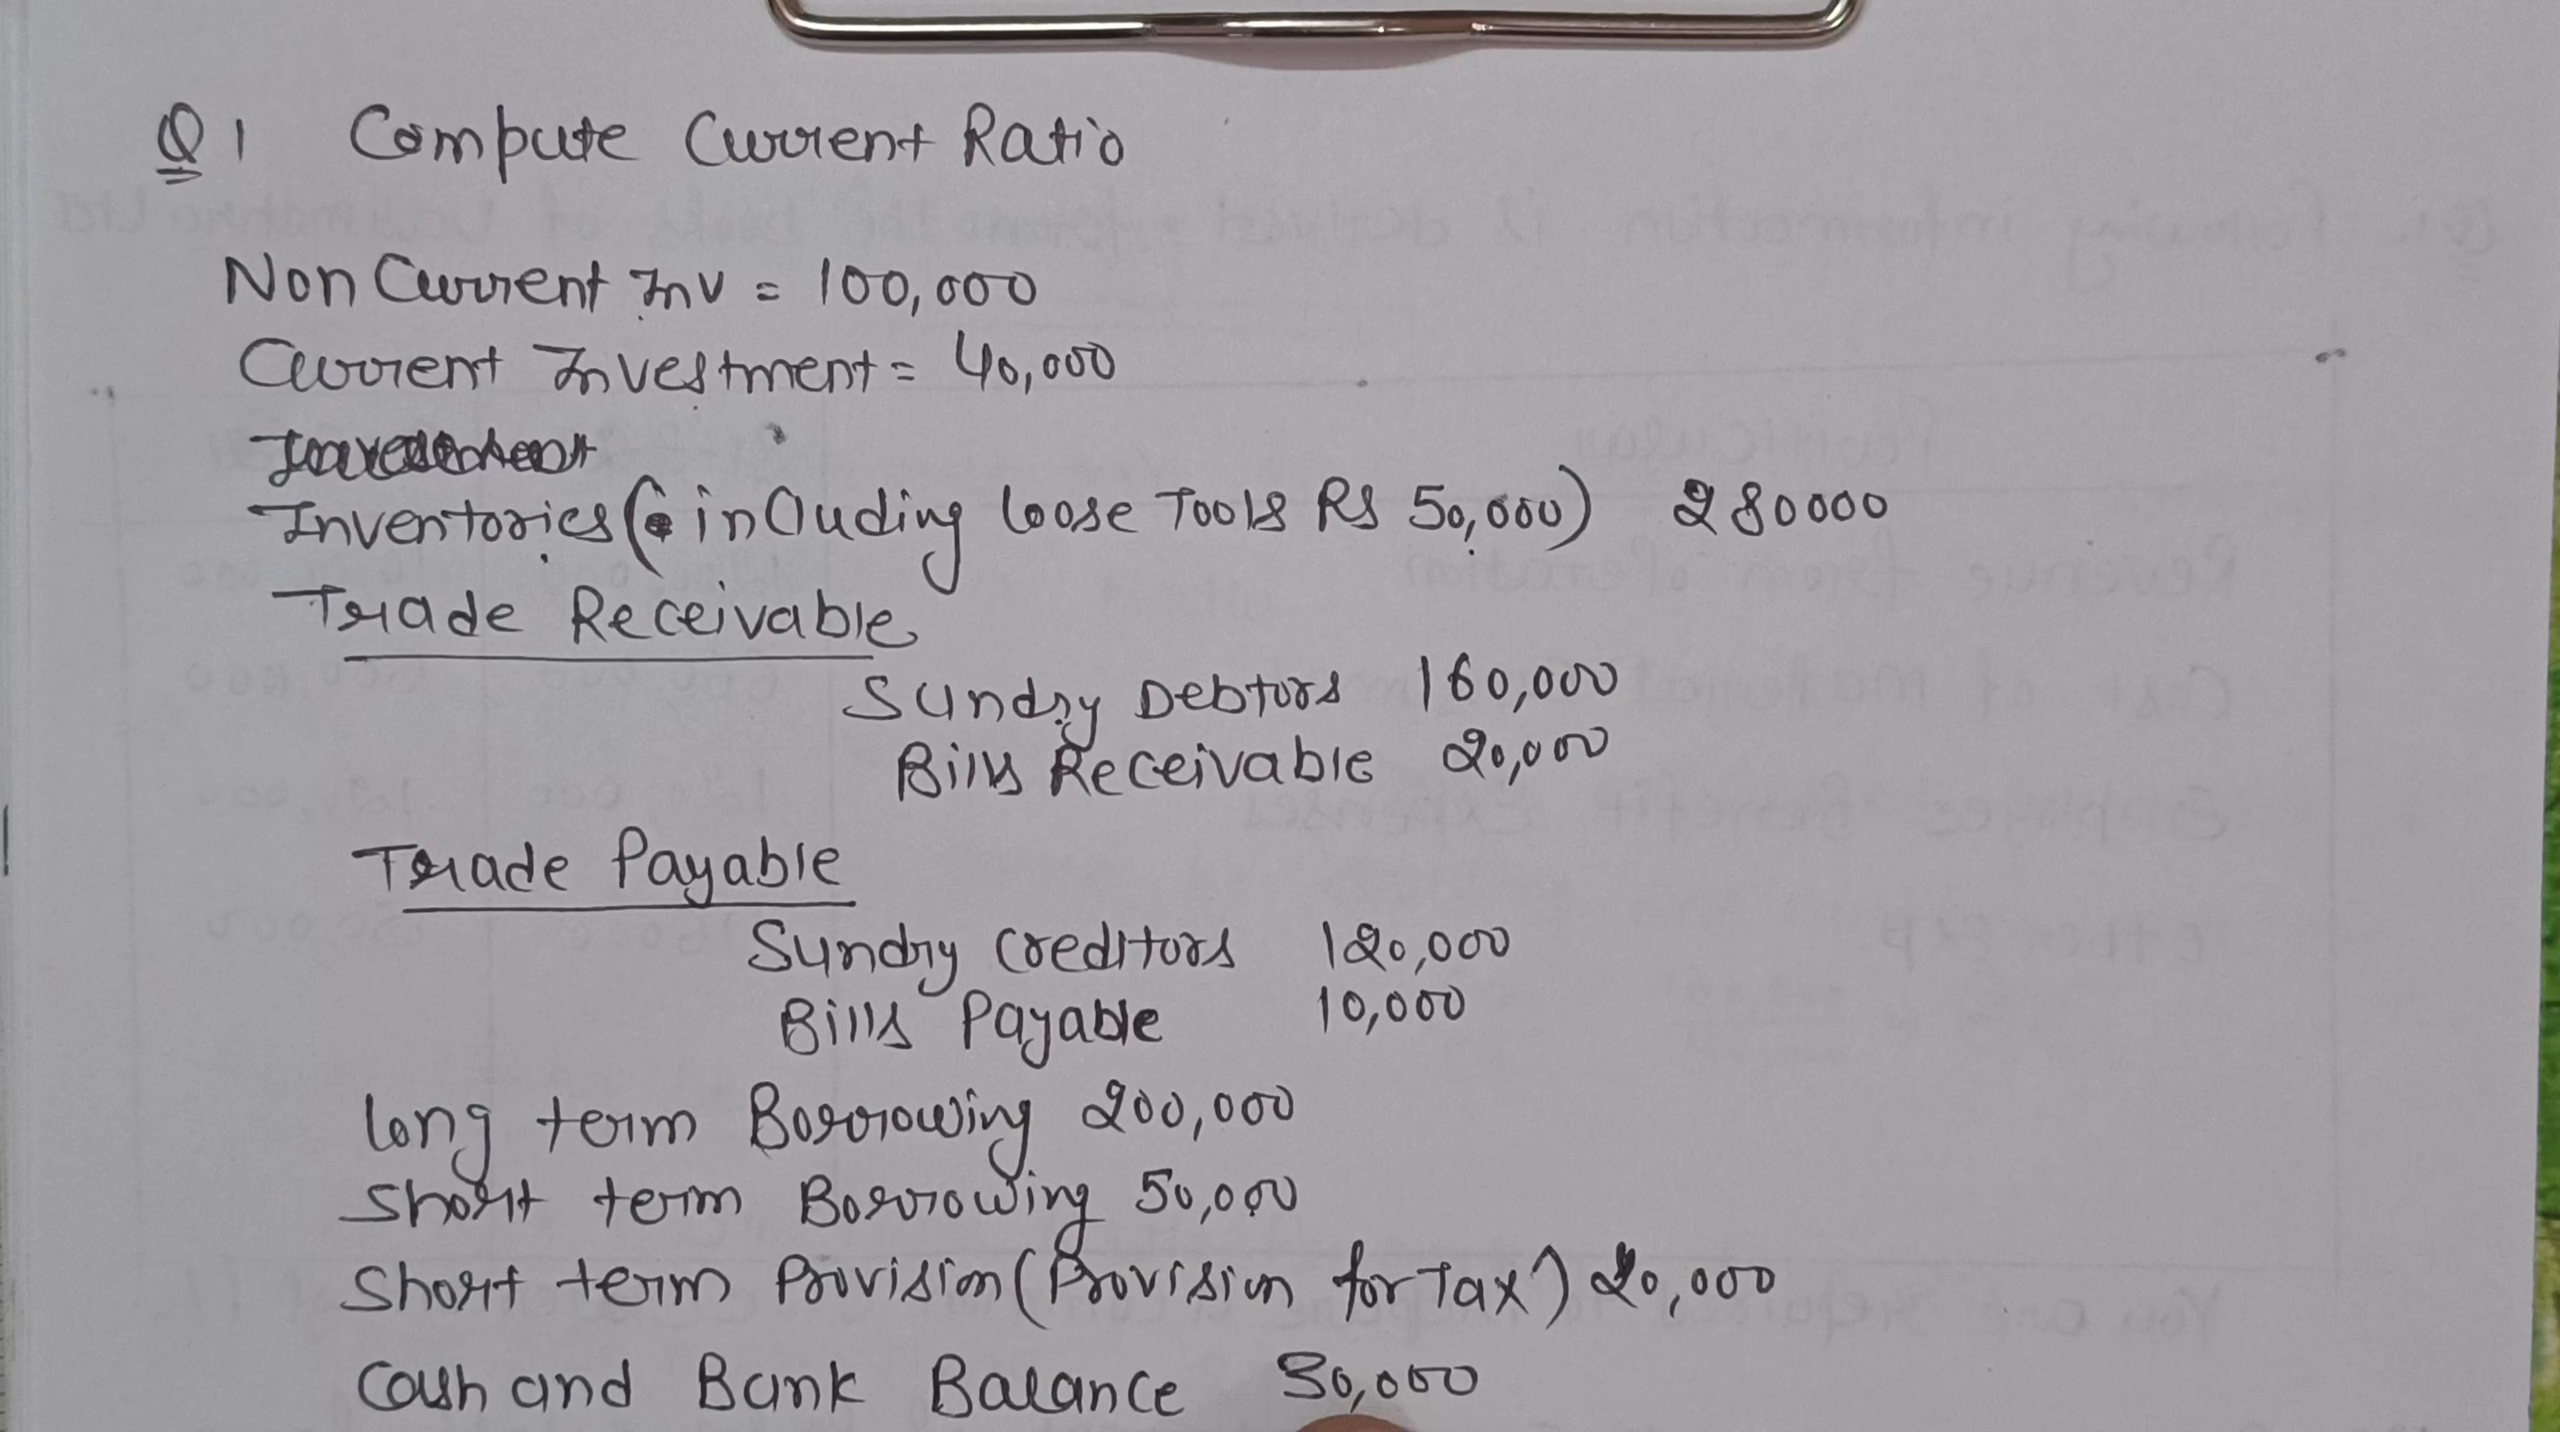 Q1 Compute Current Ratio
Non Current Inv = 100,000
Current Investment = 40,000
Inventories (including loose Tools Rs 50,000) 280000
Trade Receivable
Sundry Debtors 160,000
Bills Receivable 20,000
Trade Payable
Sundry Creditors 120,000
Bills Payable 10,000
Long term Borrowing 200,000
Short term Borrowing 50,000
Short term Provision (Provision for Tax) 20,000
Cash and Bank Balance 30,000